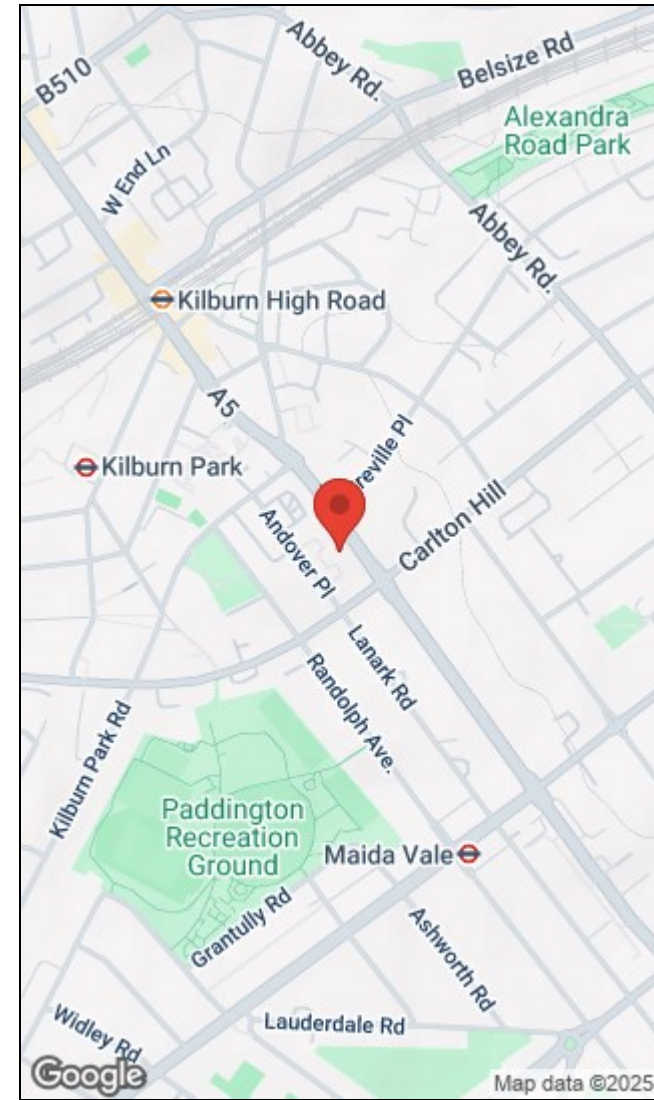 B510
Abbey Rd.
Belsize Rd
Alexandra
Road Park
W End Ln
Abbey Rd.
Kilburn High Road
A5
Kilburn Park
reville Pl
Carlton Hill
Andover Pl
Lanark Rd
Randolph Ave.
Kilburn Park Rd
Paddington
Recreation
Ground
Maida Vale
Grantully Rd
Ashworth Rd
Widley Rd
Lauderdale Rd
Google
Map data ©2025